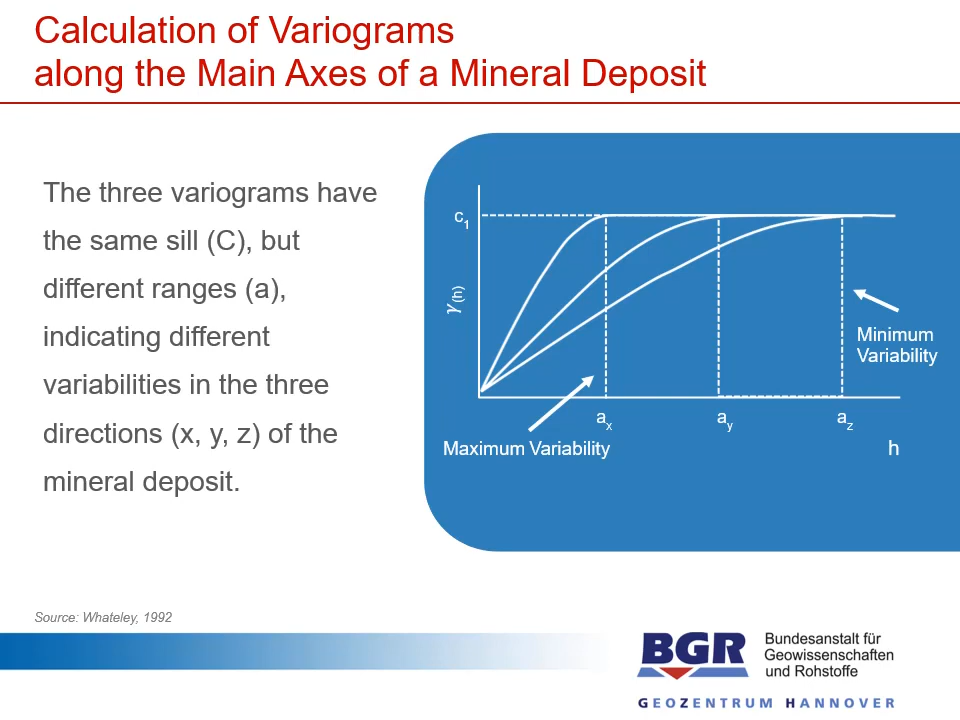 Calculation of Variograms
along the Main Axes of a Mineral Deposit
The three variograms have
the same sill (C), but
different ranges (a),
indicating different
variabilities in the three
directions (x, y, z) of the
mineral deposit.
c1
γ(h)
Minimum
Variability
ax
ay
az
Maximum Variability
h
Source: Whateley, 1992
BGR
Bundesanstalt für
Geowissenschaften
und Rohstoffe
GEOZENTRUM HANNOVER